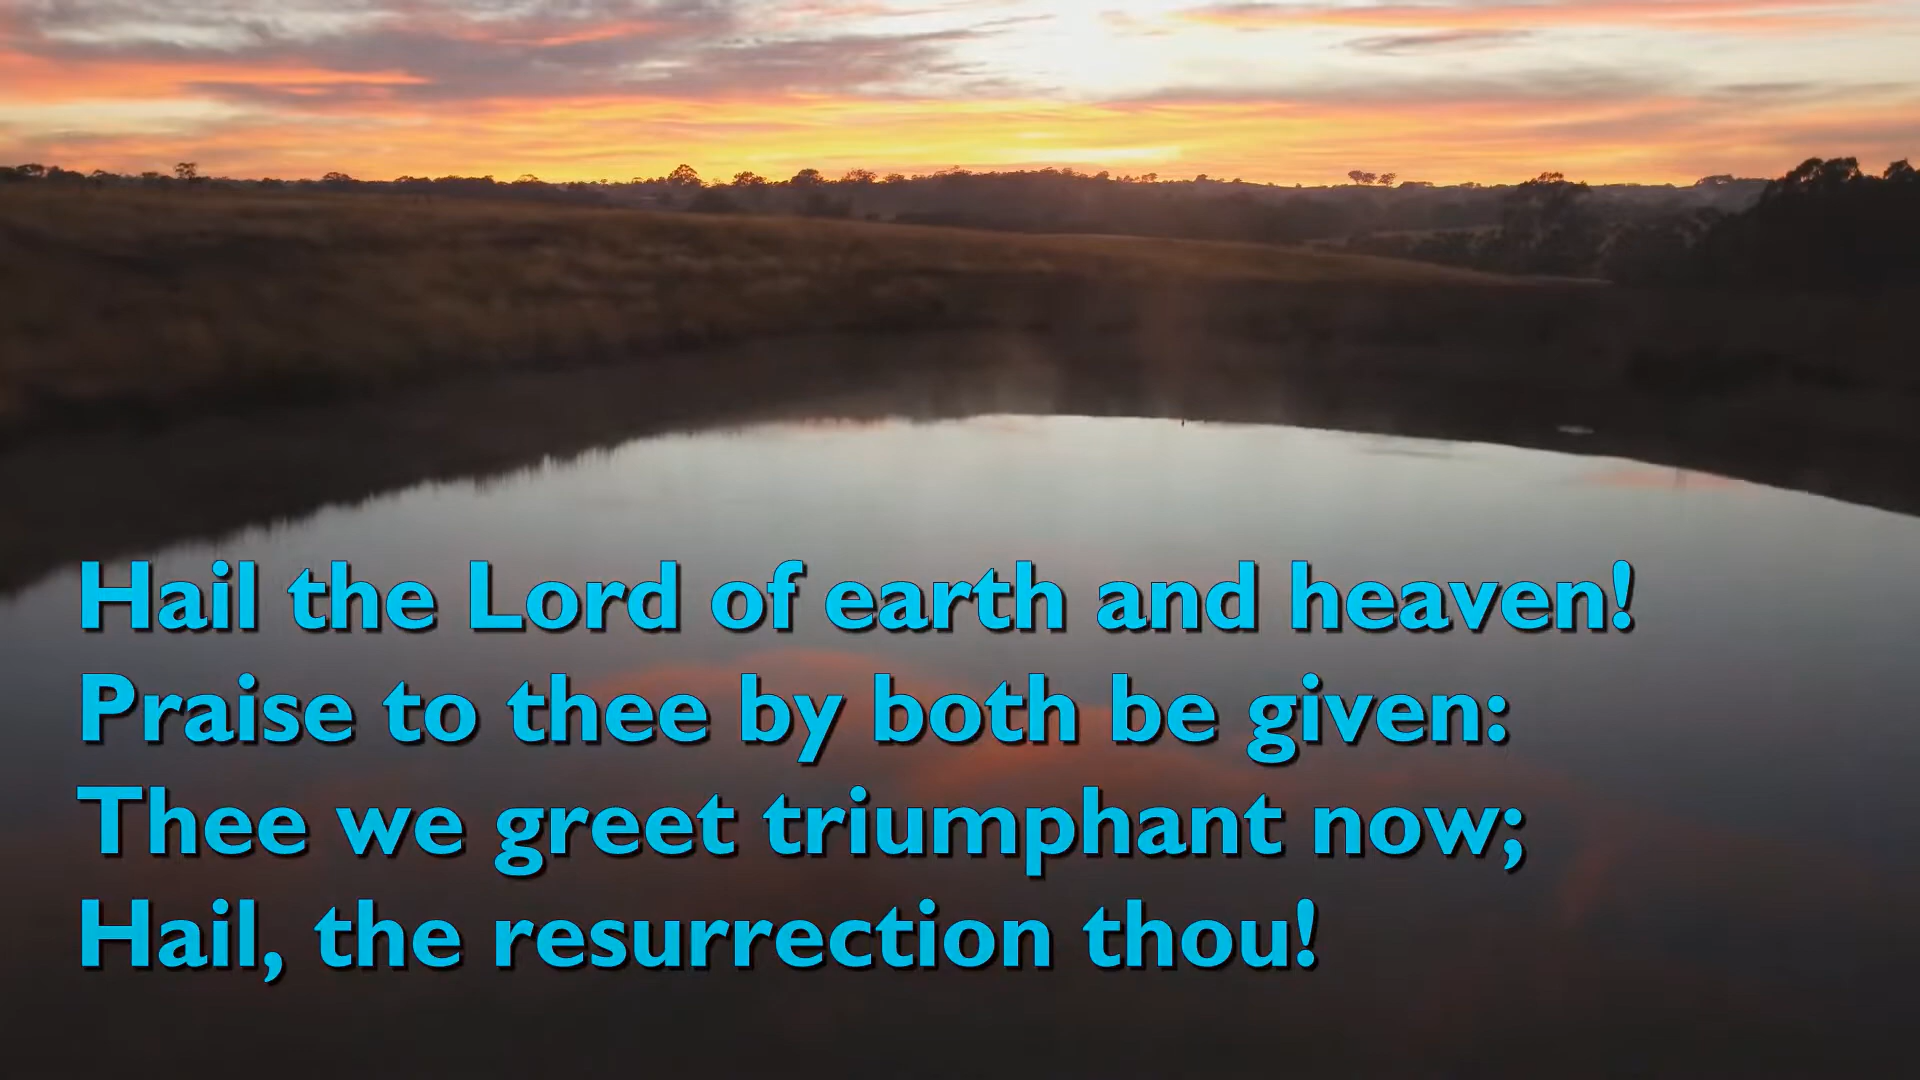 Hail the Lord of earth and heaven!
Praise to thee by both be given:
Thee we greet triumphant now;
Hail, the resurrection thou!